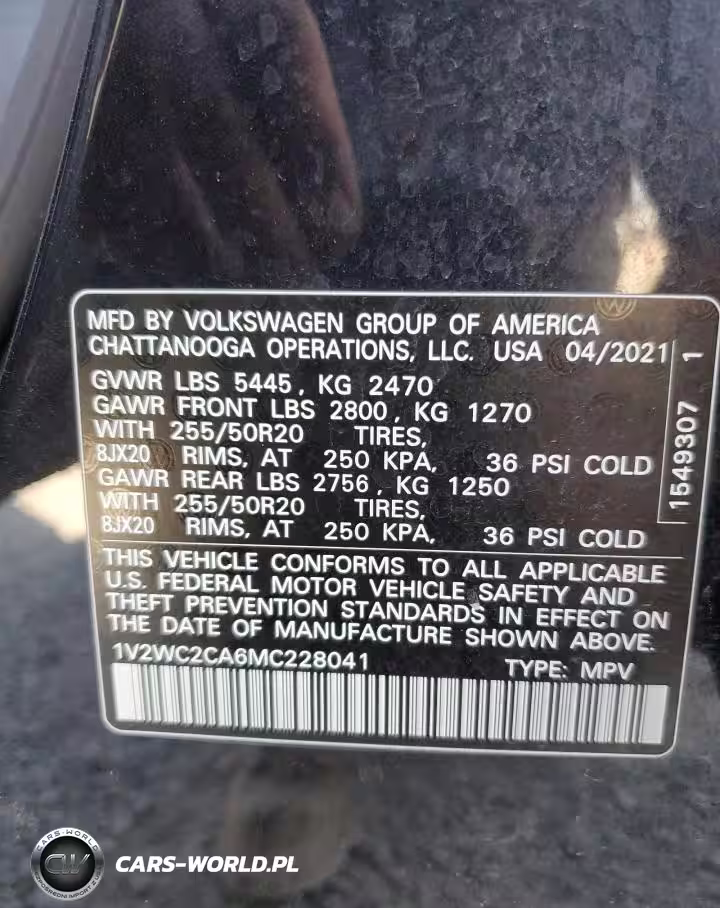 MFD BY VOLKSWAGEN GROUP OF AMERICA
CHATTANOOGA OPERATIONS, LLC. USA 04/2021
GVWR LBS 5445, KG 2470
GAWR FRONT LBS 2800, KG 1270
WITH 255/50R20 TIRES,
8JX20 RIMS, AT 250 KPA, 36 PSI COLD
GAWR REAR LBS 2756, KG 1250
WITH 255/50R20 TIRES,
8JX20 RIMS, AT 250 KPA, 36 PSI COLD
1549307 1
THIS VEHICLE CONFORMS TO ALL APPLICABLE
U.S. FEDERAL MOTOR VEHICLE SAFETY AND
THEFT PREVENTION STANDARDS IN EFFECT ON
THE DATE OF MANUFACTURE SHOWN ABOVE.
1V2WC2CA6MC228041 TYPE: MPV
CARS-WORLD
CW
CARS-WORLD.PL